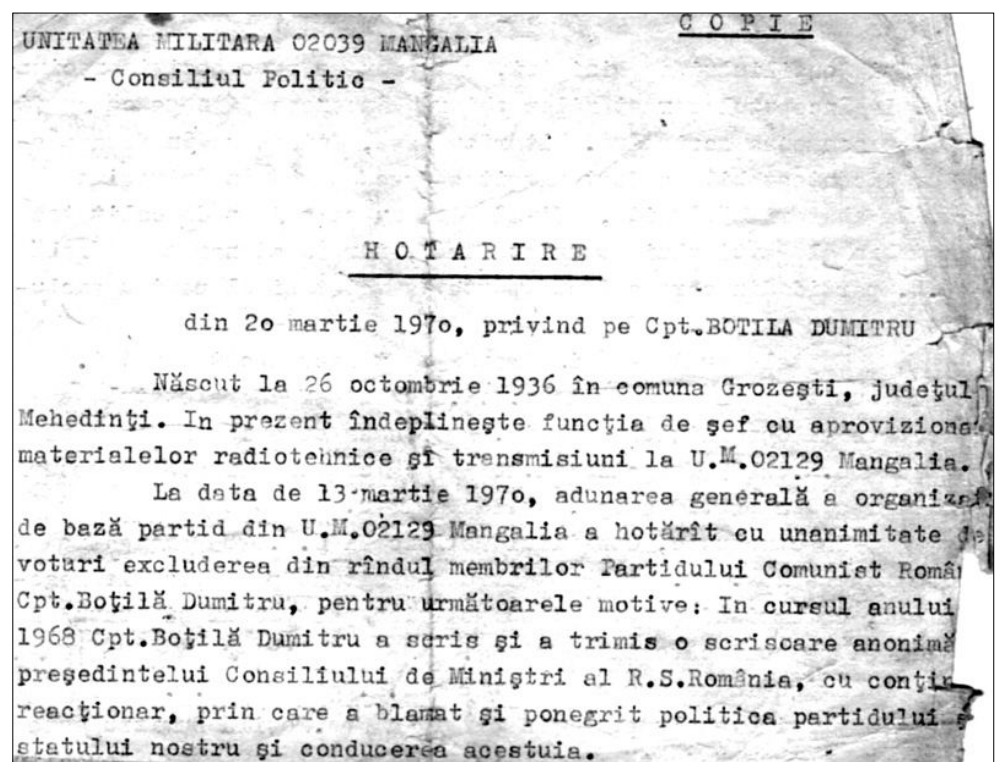 COPIE
UNITATEA MILITARA 02039 MANGALIA
- Consiliul Politic -
HOTARIRE
din 2o martie 197o, privind pe Cpt.BOTILA DUMITRU
Născut la 26 octombrie 1936 în comuna Grozeşti, judeţul
Mehedinţi. In prezent îndeplineşte funcţia de şef cu aproviziona
materialelor radiotehnice şi transmisiuni la U.M.02129 Mangalia.
La data de 13 martie 197o, adunarea generală a organiza
de bază partid din U.M.02129 Mangalia a hotărît cu unanimitate de
voturi excluderea din rîndul membrilor Partidului Comunist Român
Cpt.Boţilă Dumitru, pentru următoarele motive: In cursul anului
1968 Cpt.Boţilă Dumitru a scris şi a trimis o scrisoare anonimă
preşedintelui Consiliului de Miniştri al R.S.România, cu conţin
reacţionar, prin care a blamat şi ponegrit politica partidului ş
statului nostru şi conducerea acestuia.